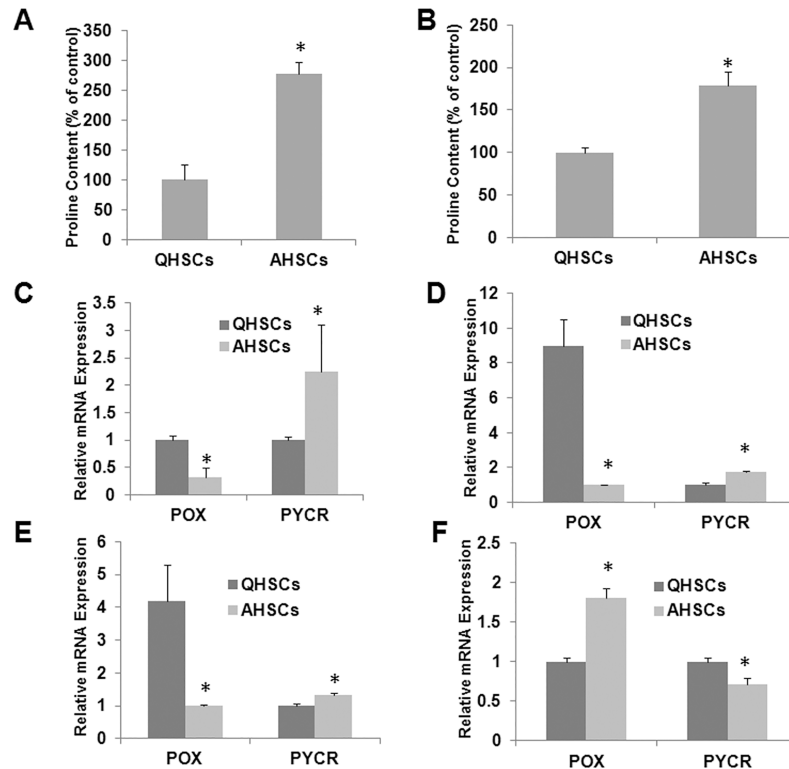 A
Proline Content (% of control)
350
300
250
200
150
100
50
0
*
QHSCs AHSCs
B
Proline Content (% of control)
250
200
150
100
50
0
*
QHSCs AHSCs
C
Relative mRNA Expression
3.5
3
2.5
2
1.5
1
0.5
0
QHSCs
AHSCs
*
*
POX PYCR
D
Relative mRNA Expression
12
10
8
6
4
2
0
QHSCs
AHSCs
*
*
POX PYCR
E
Relative mRNA Expression
6
5
4
3
2
1
0
QHSCs
AHSCs
*
*
POX PYCR
F
Relative mRNA Expression
2.5
2
1.5
1
0.5
0
QHSCs
AHSCs
*
*
POX PYCR